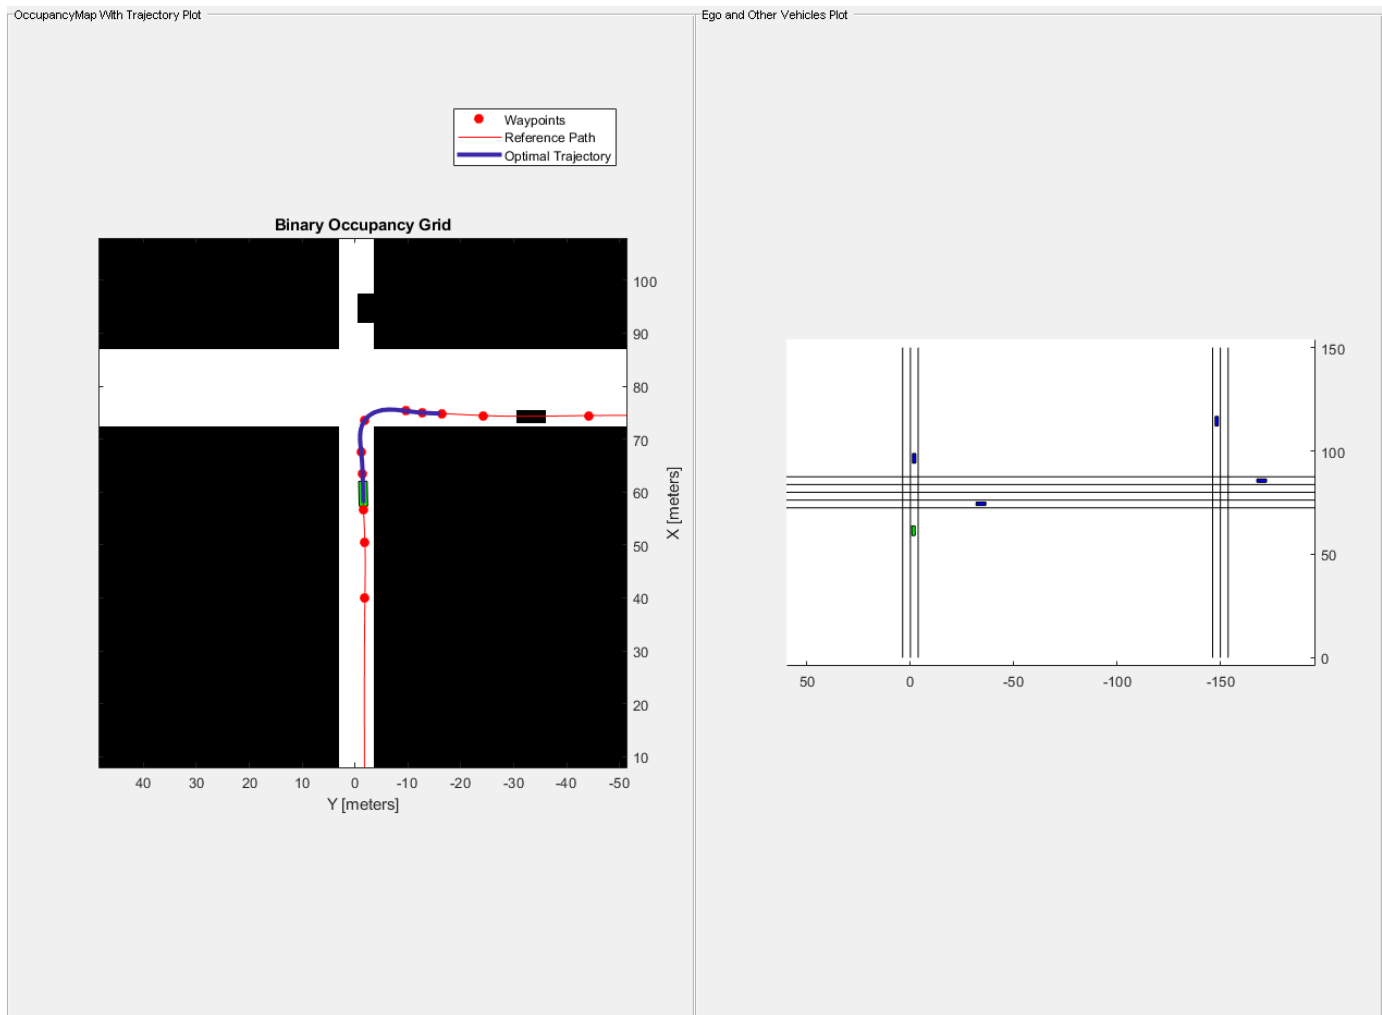 OccupancyMap With Trajectory Plot
Ego and Other Vehicles Plot
Waypoints
Reference Path
Optimal Trajectory
Binary Occupancy Grid
100
90
80
70
60
50
40
30
20
10
X [meters]
40 30 20 10 0 -10 -20 -30 -40 -50
Y [meters]
150
100
50
0
50 0 -50 -100 -150